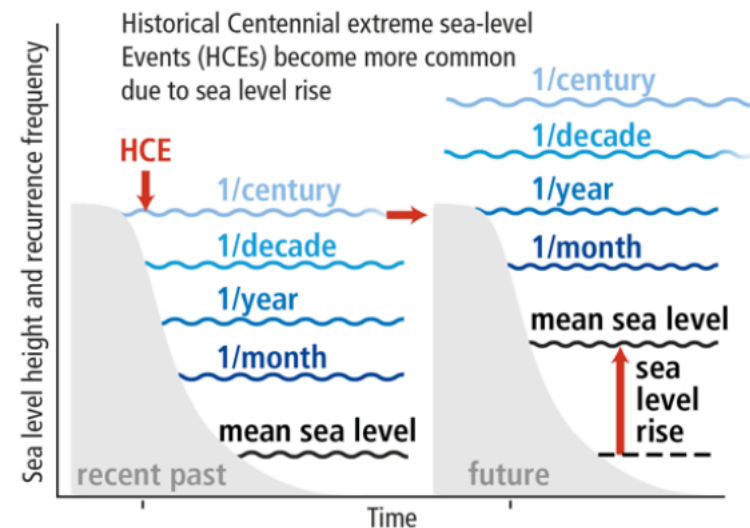 Historical Centennial extreme sea-level
Events (HCEs) become more common
due to sea level rise
Sea level height and recurrence frequency
HCE
1/century
1/decade
1/year
1/month
mean sea level
recent past
1/century
1/decade
1/year
1/month
mean sea level
sea
level
rise
future
Time